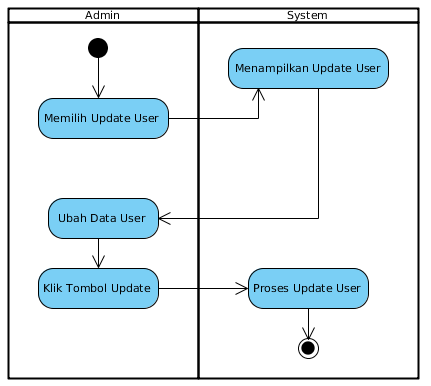 Admin
System
Menampilkan Update User
Memilih Update User
Ubah Data User
Klik Tombol Update
Proses Update User